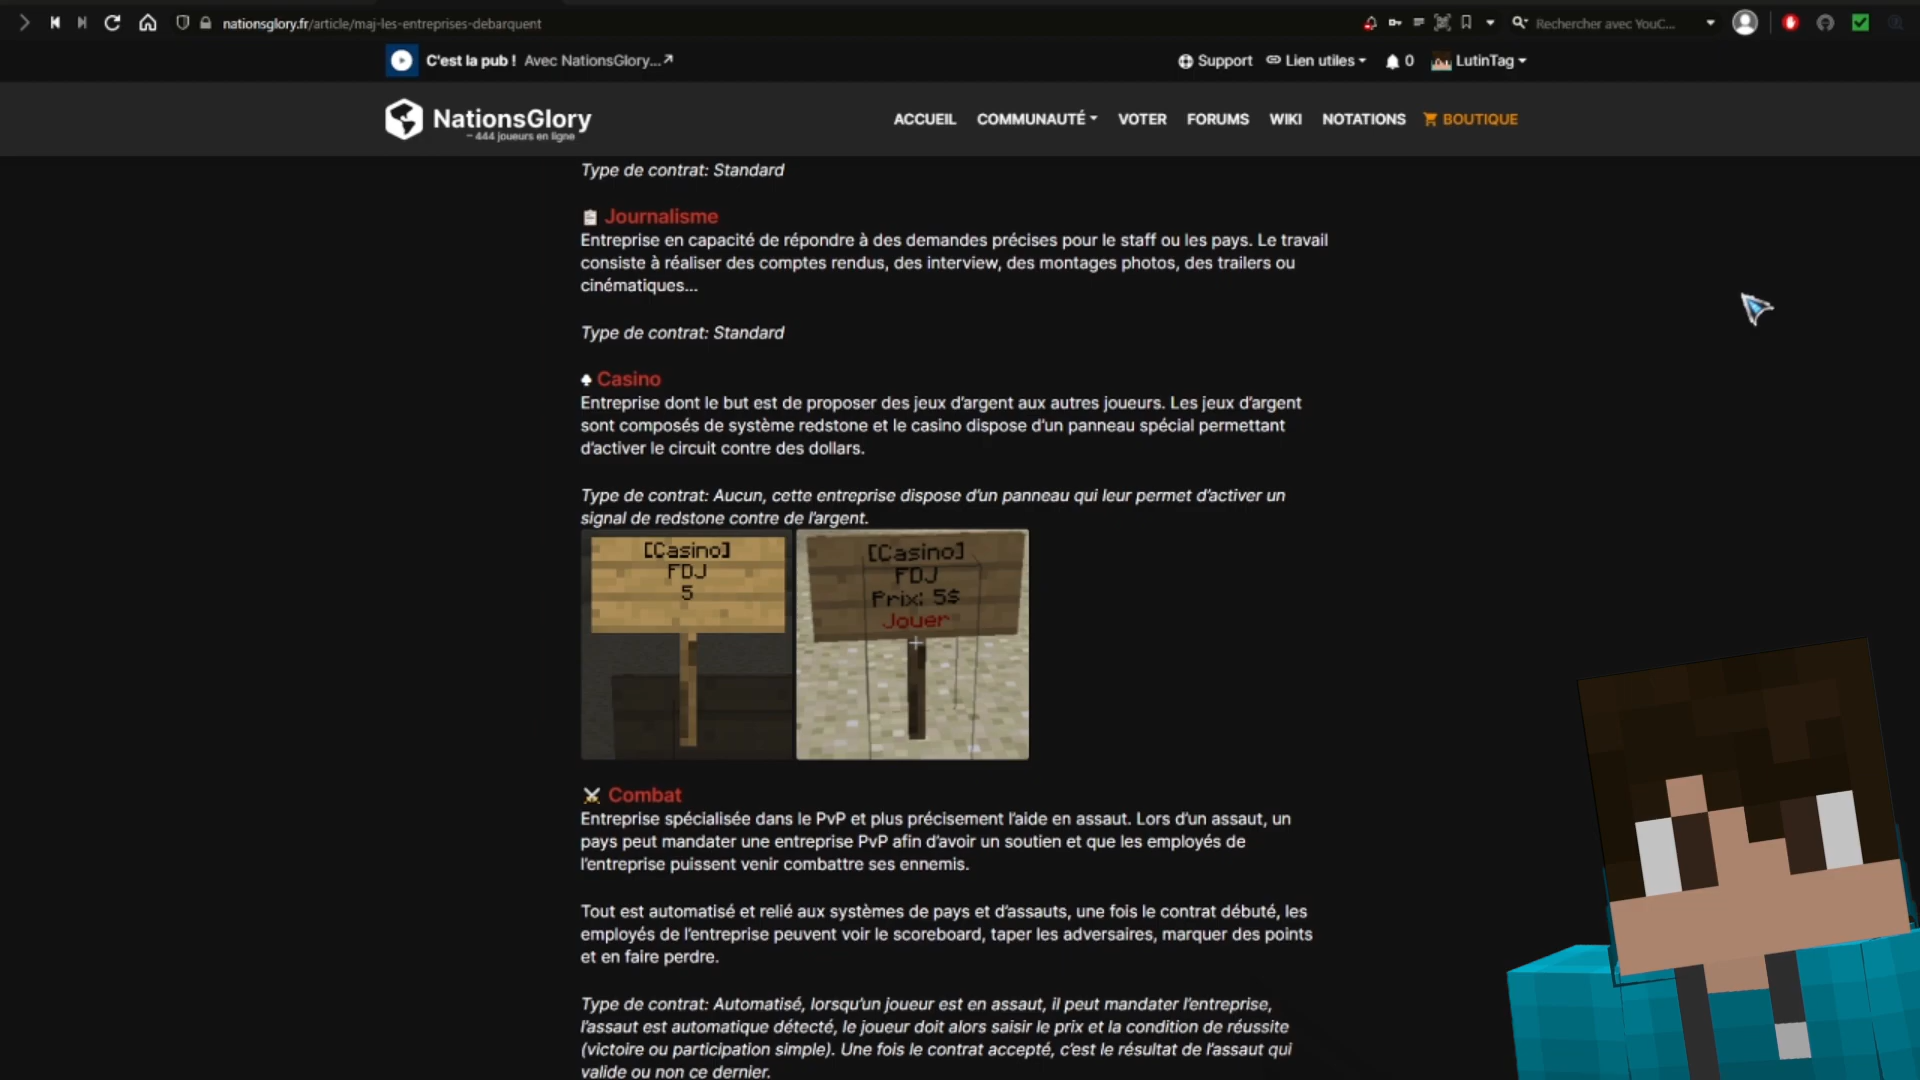 nationsglory.fr/article/maj-les-entreprises-debarquent
Rechercher avec YouC...
C'est la pub ! Avec NationsGlory...
Support
Lien utiles
0
LutinTag
NationsGlory
~ 444 joueurs en ligne
ACCUEIL
COMMUNAUTÉ
VOTER
FORUMS
WIKI
NOTATIONS
BOUTIQUE
Type de contrat: Standard
Journalisme
Entreprise en capacité de répondre à des demandes précises pour le staff ou les pays. Le travail
consiste à réaliser des comptes rendus, des interview, des montages photos, des trailers ou
cinématiques...
Type de contrat: Standard
Casino
Entreprise dont le but est de proposer des jeux d'argent aux autres joueurs. Les jeux d'argent
sont composés de système redstone et le casino dispose d'un panneau spécial permettant
d'activer le circuit contre des dollars.
Type de contrat: Aucun, cette entreprise dispose d'un panneau qui leur permet d'activer un
signal de redstone contre de l'argent.
[Casino]
FDJ
5
[Casino]
FDJ
Prix: 5$
Jouer
Combat
Entreprise spécialisée dans le PvP et plus précisement l'aide en assaut. Lors d'un assaut, un
pays peut mandater une entreprise PvP afin d'avoir un soutien et que les employés de
l'entreprise puissent venir combattre ses ennemis.
Tout est automatisé et relié aux systèmes de pays et d'assauts, une fois le contrat débuté, les
employés de l'entreprise peuvent voir le scoreboard, taper les adversaires, marquer des points
et en faire perdre.
Type de contrat: Automatisé, lorsqu'un joueur est en assaut, il peut mandater l'entreprise,
l'assaut est automatique détecté, le joueur doit alors saisir le prix et la condition de réussite
(victoire ou participation simple). Une fois le contrat accepté, c'est le résultat de l'assaut qui
valide ou non ce dernier.